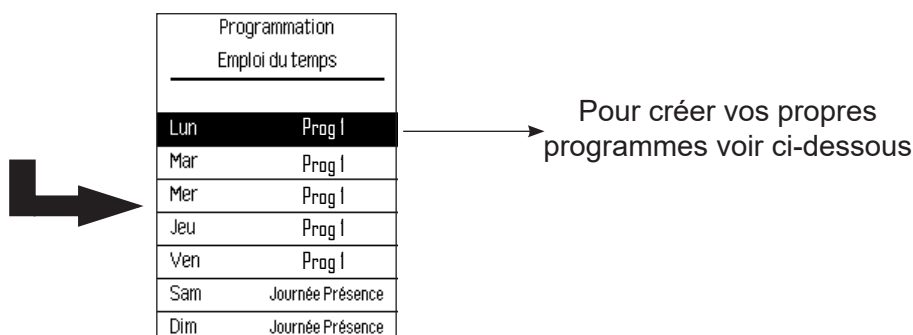 Programmation
Emploi du temps
Lun Prog 1
Mar Prog 1
Mer Prog 1
Jeu Prog 1
Ven Prog 1
Sam Journée Présence
Dim Journée Présence
Pour créer vos propres
programmes voir ci-dessous